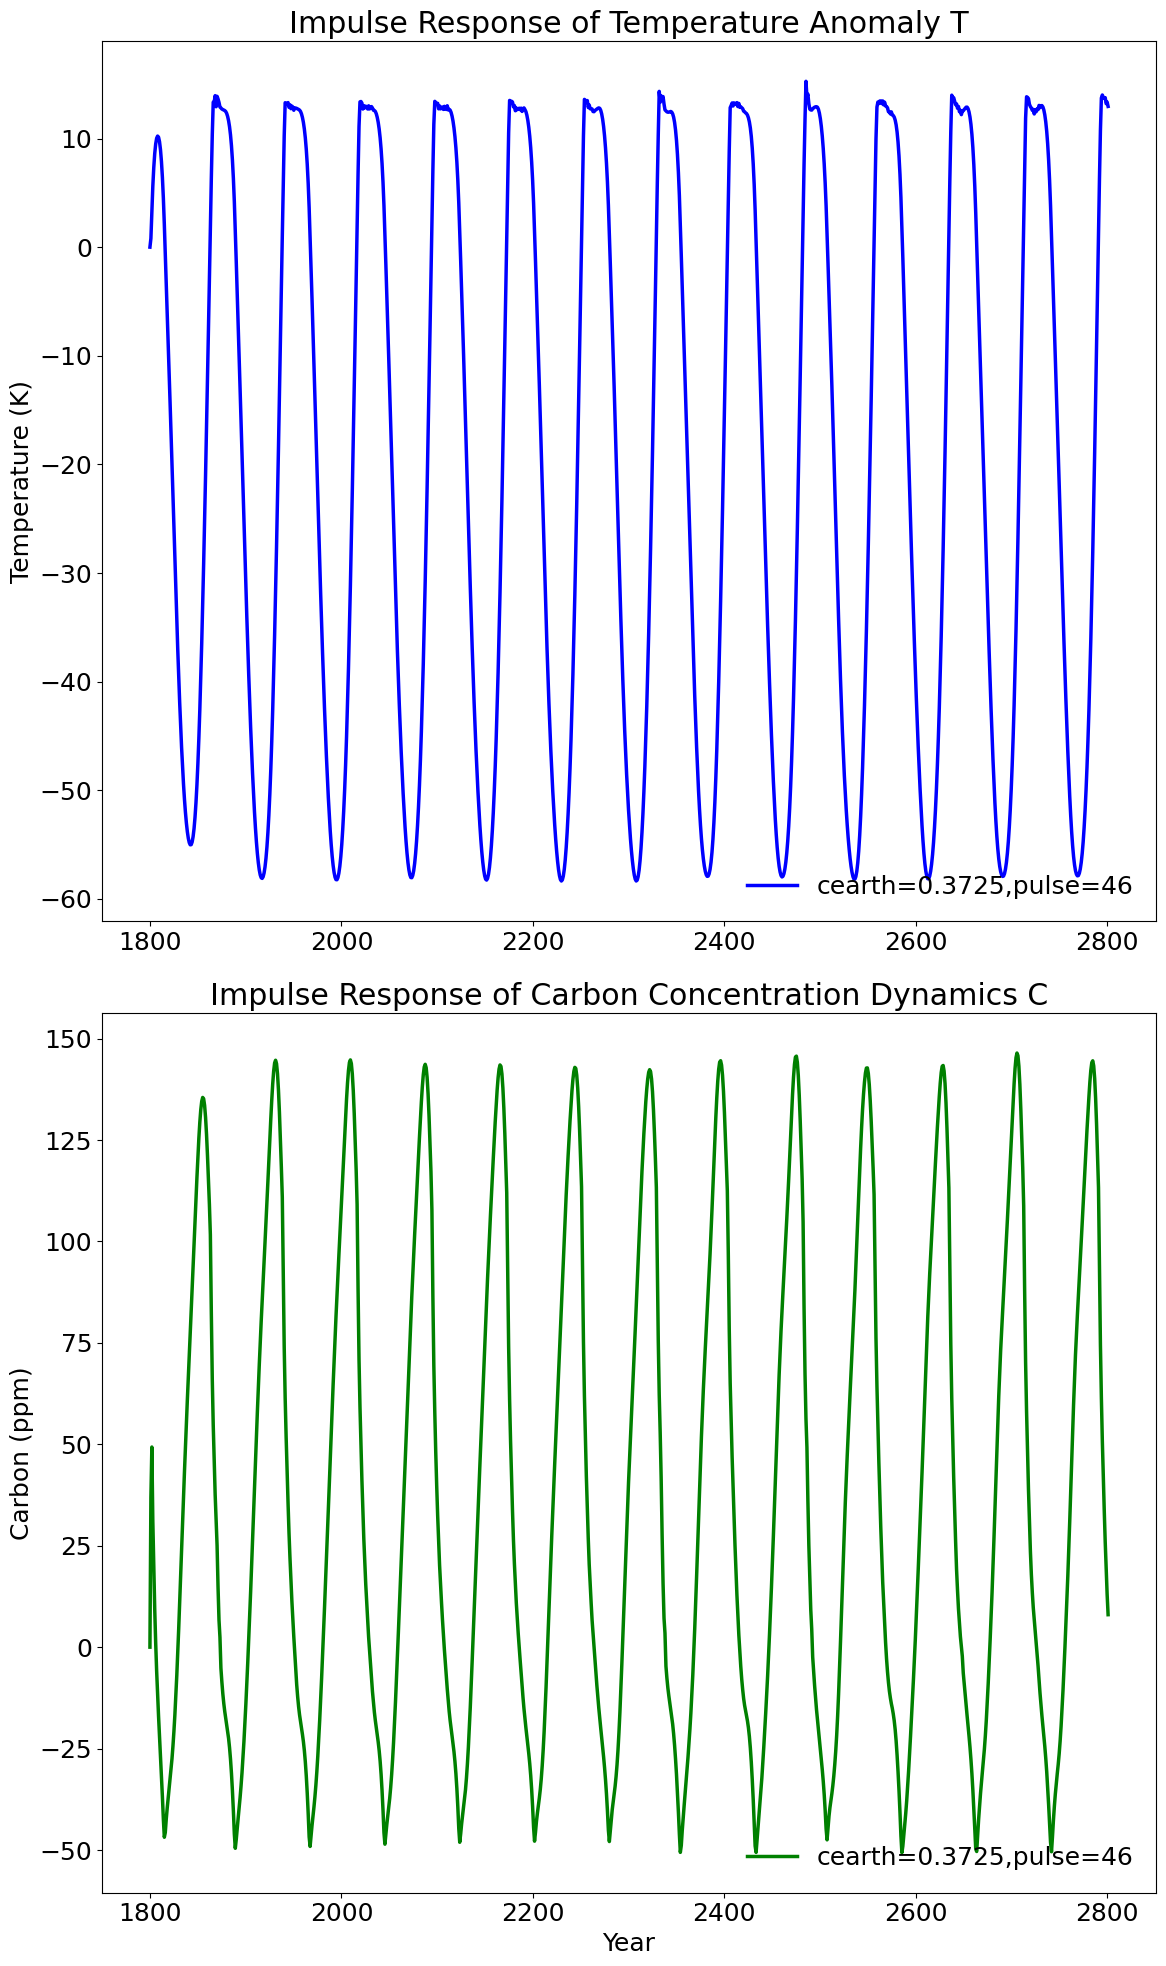 Impulse Response of Temperature Anomaly T
Temperature (K)
10
0
−10
−20
−30
−40
−50
−60
cearth=0.3725,pulse=46
1800 2000 2200 2400 2600 2800
Impulse Response of Carbon Concentration Dynamics C
Carbon (ppm)
150
125
100
75
50
25
0
−25
−50
cearth=0.3725,pulse=46
1800 2000 2200 2400 2600 2800
Year